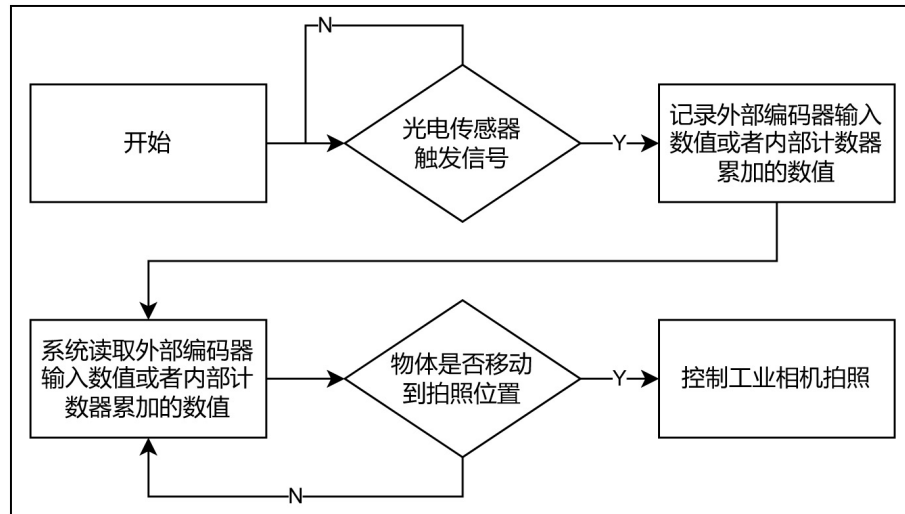 N
开始
光电传感器
触发信号
Y
记录外部编码器输入
数值或者内部计数器
累加的数值
系统读取外部编码器
输入数值或者内部计
数器累加的数值
物体是否移动
到拍照位置
Y
控制工业相机拍照
N